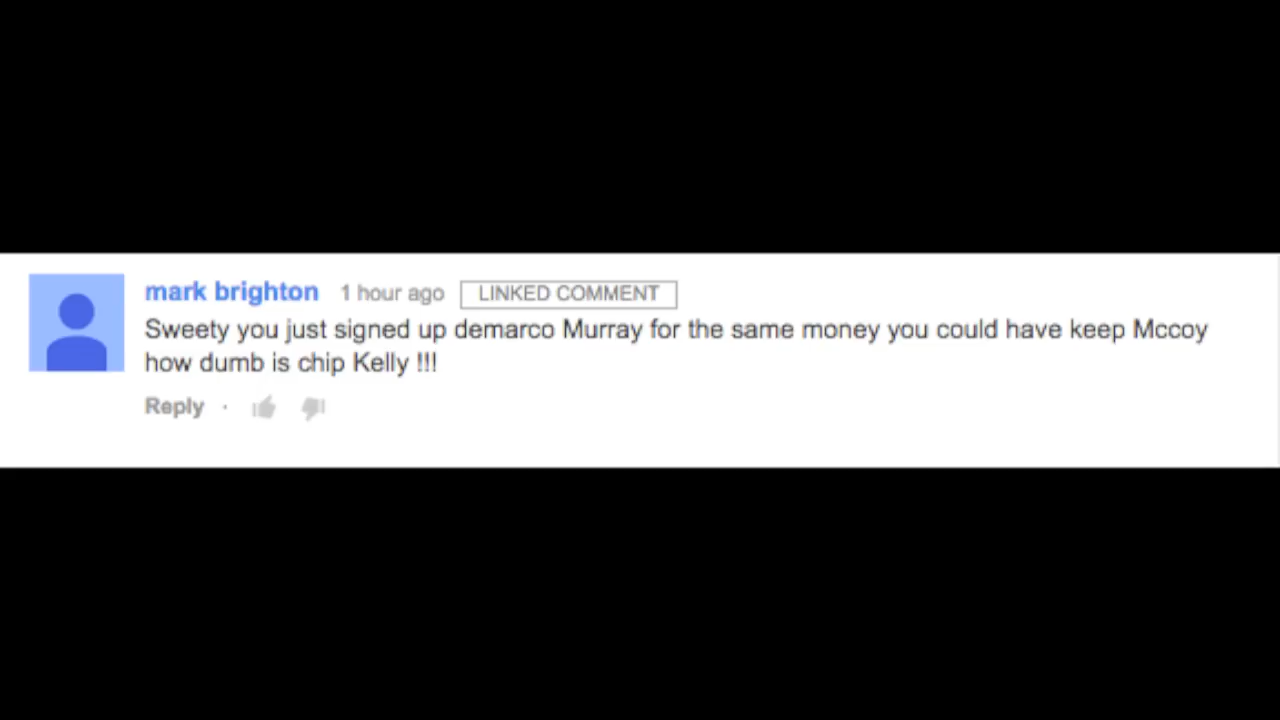 mark brighton 1 hour ago LINKED COMMENT
Sweety you just signed up demarco Murray for the same money you could have keep Mccoy
how dumb is chip Kelly !!!
Reply ·